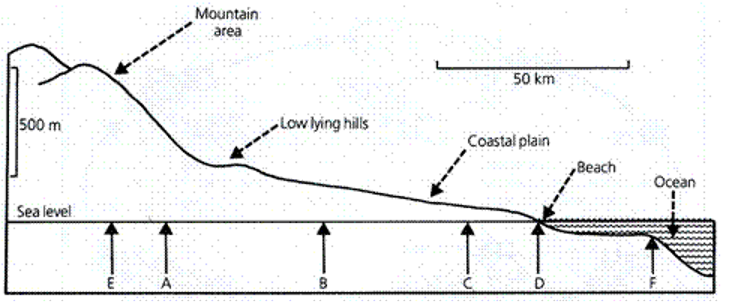 Mountain
area
50 km
500 m
Low lying hills
Coastal plain
Beach
Ocean
Sea level
E
A
B
C
D
F